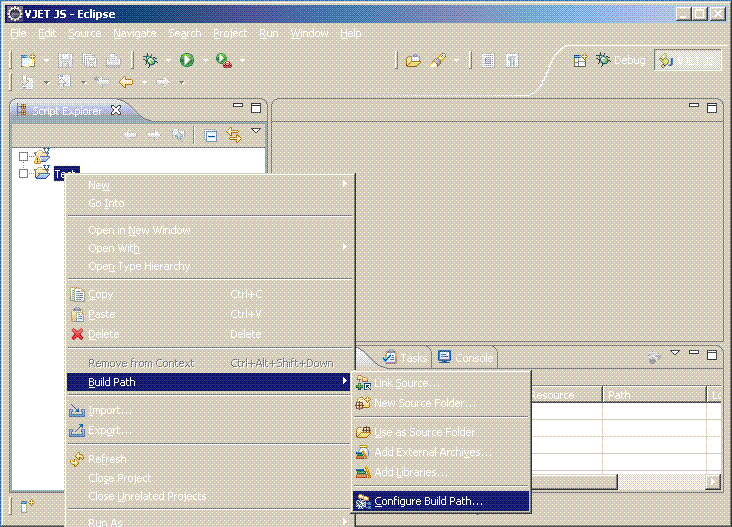 VJET JS - Eclipse
File Edit Source Navigate Search Project Run Window Help
Debug VJET JS
Script Explorer
New
Go Into
Open in New Window
Open With
Open Type Hierarchy
Copy Ctrl+C
Paste Ctrl+V
Delete Delete
Remove from Context Ctrl+Alt+Shift+Down
Build Path
Import...
Export...
Refresh
Close Project
Close Unrelated Projects
Run As
Tasks Console
Resource Path
Link Source...
New Source Folder...
Use as Source Folder
Add External Archives...
Add Libraries...
Configure Build Path...